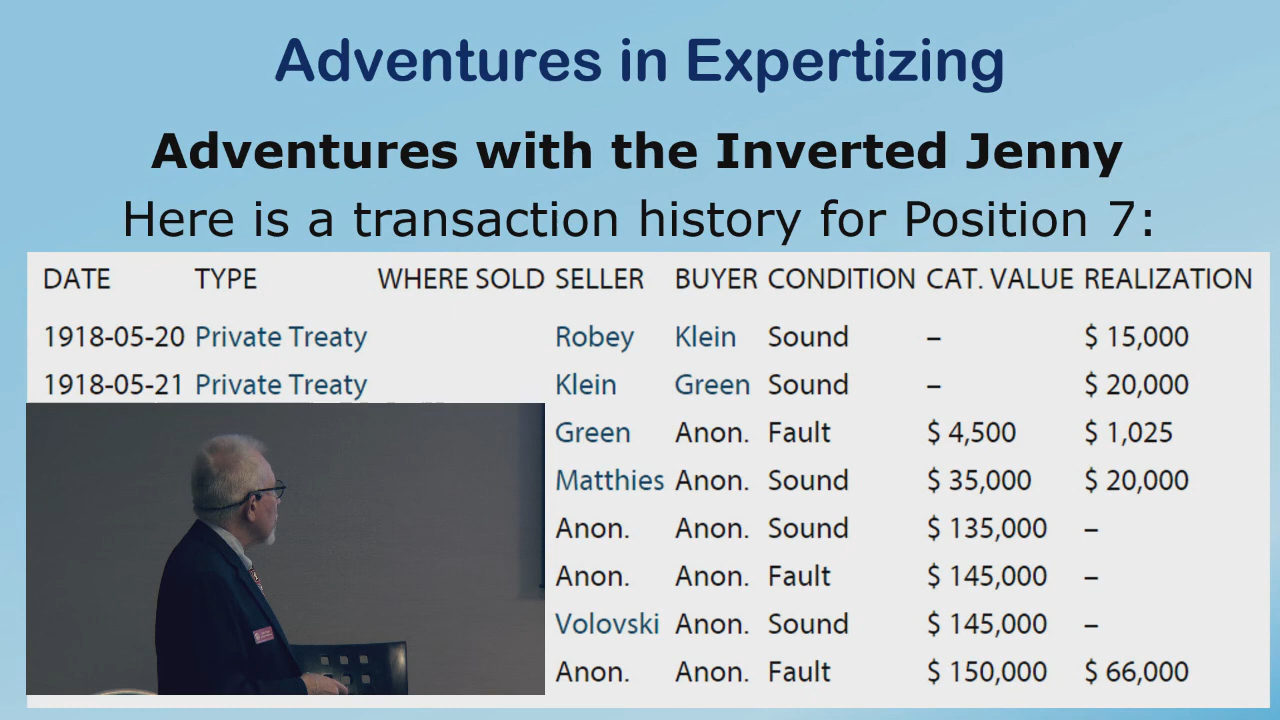 Adventures in Expertizing
Adventures with the Inverted Jenny
Here is a transaction history for Position 7:
DATE TYPE WHERE SOLD SELLER BUYER CONDITION CAT. VALUE REALIZATION
1918-05-20 Private Treaty Robey Klein Sound – $ 15,000
1918-05-21 Private Treaty Klein Green Sound – $ 20,000
Green Anon. Fault $ 4,500 $ 1,025
Matthies Anon. Sound $ 35,000 $ 20,000
Anon. Anon. Sound $ 135,000 –
Anon. Anon. Fault $ 145,000 –
Volovski Anon. Sound $ 145,000 –
Anon. Anon. Fault $ 150,000 $ 66,000